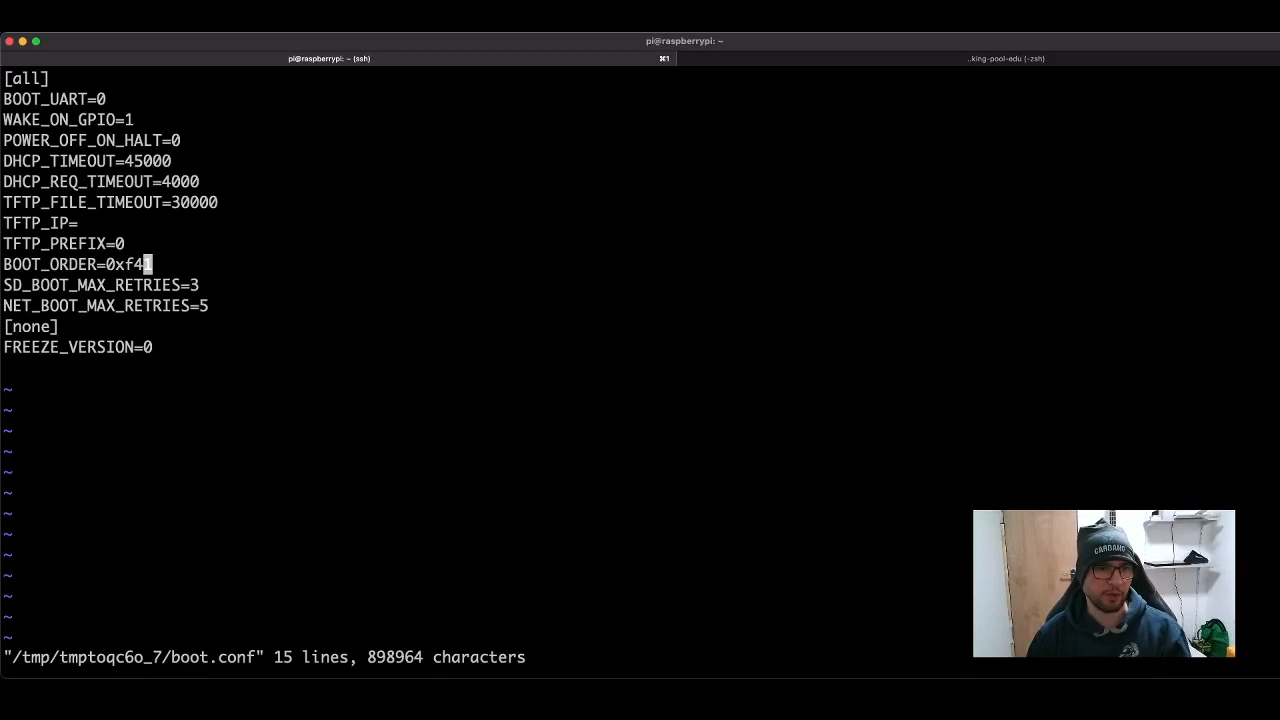 pi@raspberrypi: ~
pi@raspberrypi: ~ (ssh)
⌘1
..king-pool-edu (-zsh)
[all]
BOOT_UART=0
WAKE_ON_GPIO=1
POWER_OFF_ON_HALT=0
DHCP_TIMEOUT=45000
DHCP_REQ_TIMEOUT=4000
TFTP_FILE_TIMEOUT=30000
TFTP_IP=
TFTP_PREFIX=0
BOOT_ORDER=0xf41
SD_BOOT_MAX_RETRIES=3
NET_BOOT_MAX_RETRIES=5
[none]
FREEZE_VERSION=0
~
~
~
~
~
~
~
~
~
~
~
~
~
CARDANO
"/tmp/tmptoqc6o_7/boot.conf" 15 lines, 898964 characters